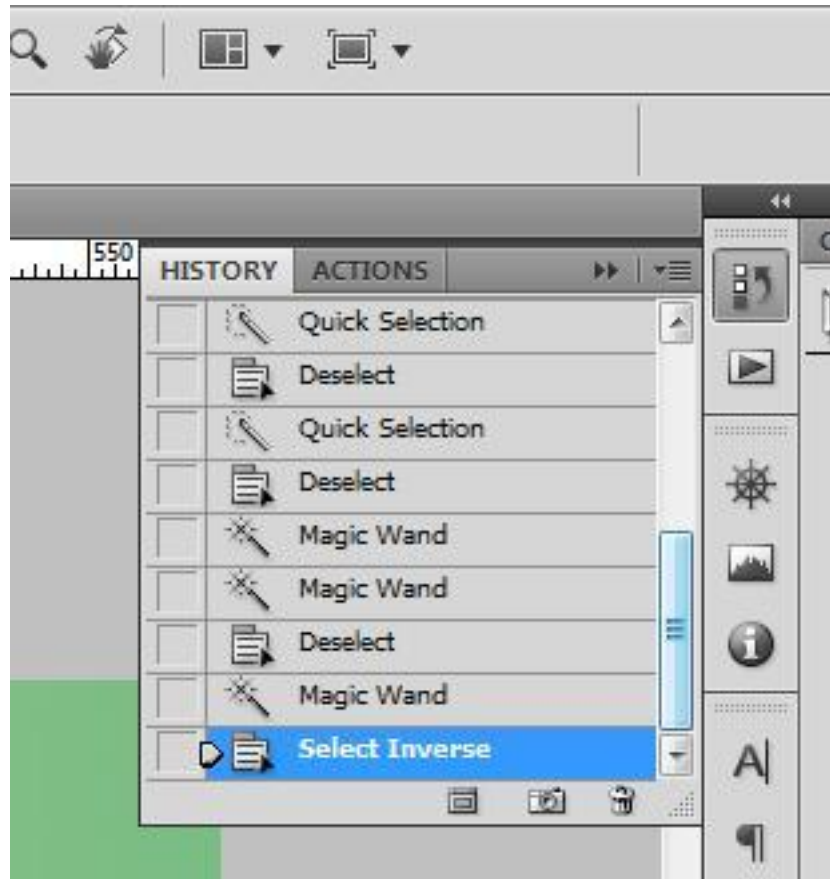 550
HISTORY ACTIONS
Quick Selection
Deselect
Quick Selection
Deselect
Magic Wand
Magic Wand
Deselect
Magic Wand
Select Inverse
A